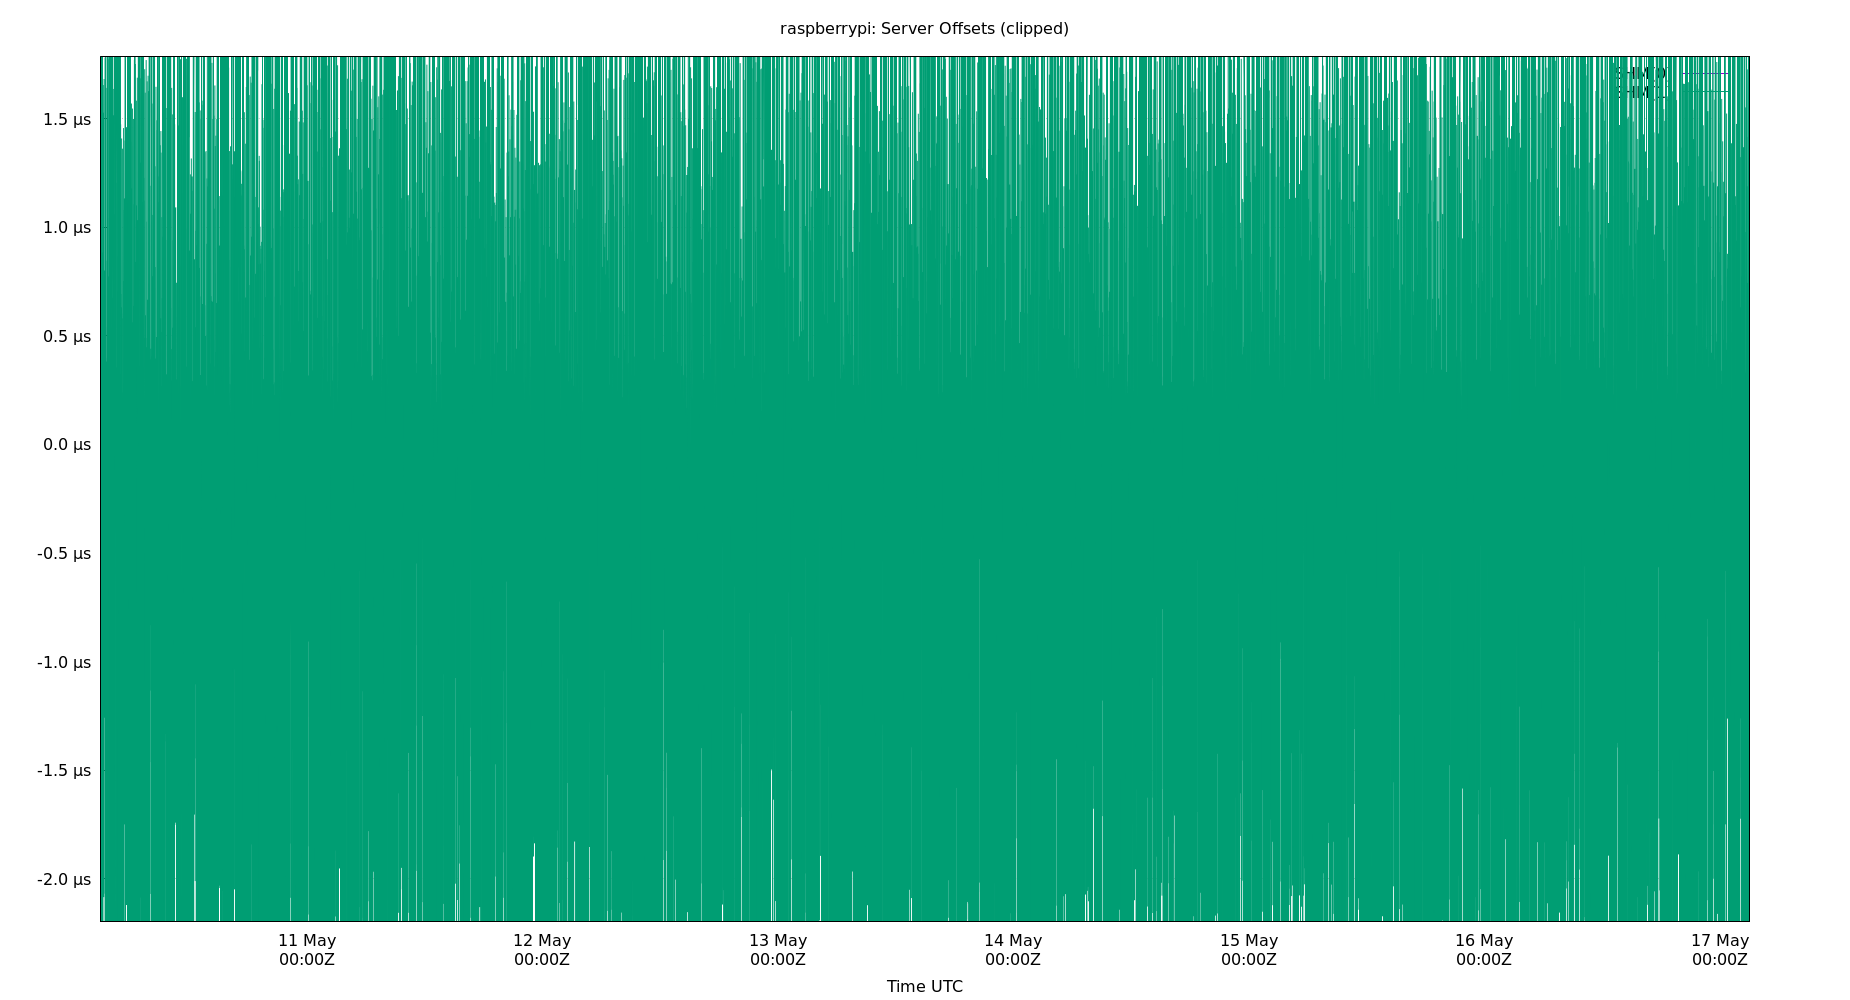 raspberrypi: Server Offsets (clipped)
1.5 µs
1.0 µs
0.5 µs
0.0 µs
-0.5 µs
-1.0 µs
-1.5 µs
-2.0 µs
11 May 12 May 13 May 14 May 15 May 16 May 17 May
00:00Z 00:00Z 00:00Z 00:00Z 00:00Z 00:00Z 00:00Z
Time UTC